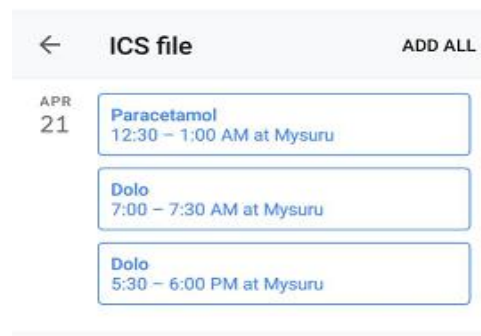 ← ICS file ADD ALL
APR
21
Paracetamol
12:30 – 1:00 AM at Mysuru
Dolo
7:00 – 7:30 AM at Mysuru
Dolo
5:30 – 6:00 PM at Mysuru